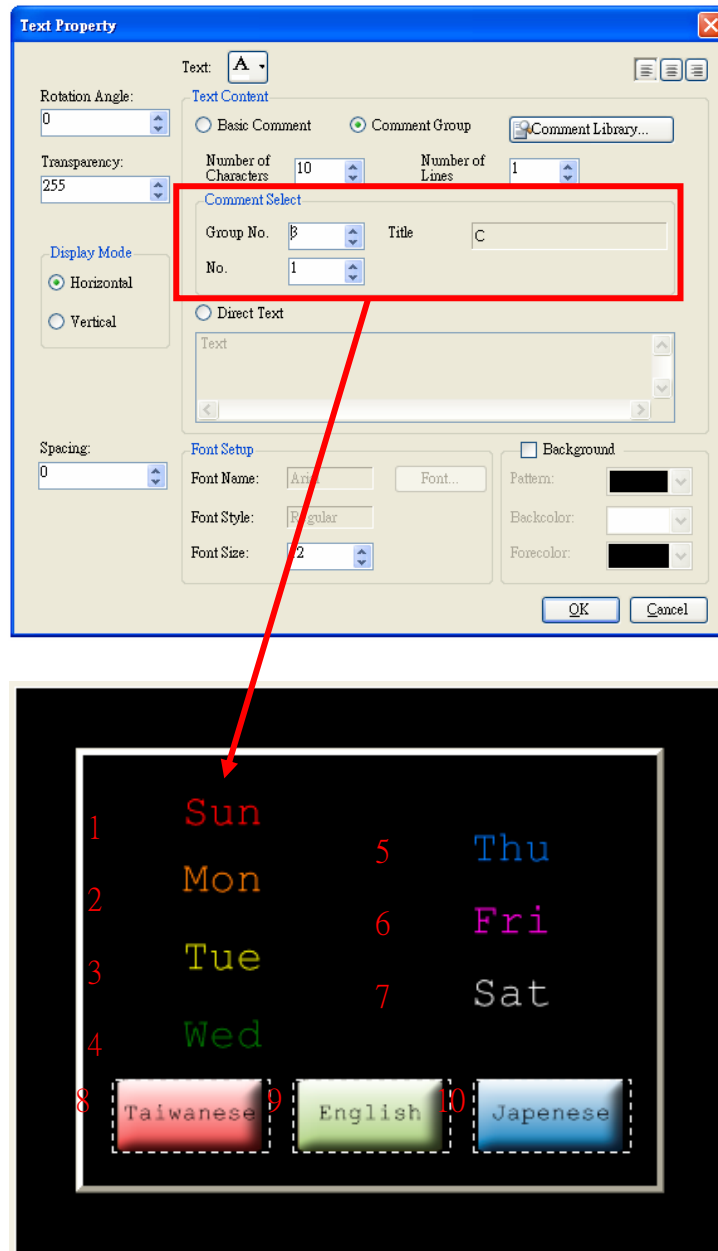 Text Property
Text: A
Rotation Angle:
0
Text Content
Basic Comment Comment Group Comment Library...
Transparency:
255
Number of Characters 10 Number of Lines 1
Comment Select
Group No. 3 Title C
No. 1
Display Mode
Horizontal
Vertical
Direct Text
Text
Spacing:
0
Font Setup
Font Name: Arial Font...
Font Style: Regular
Font Size:
Background
Pattern:
Backcolor:
Forecolor:
OK Cancel
1 Sun
5 Thu
2 Mon
6 Fri
3 Tue
7 Sat
4 Wed
8 Taiwanese 9 English 10 Japenese